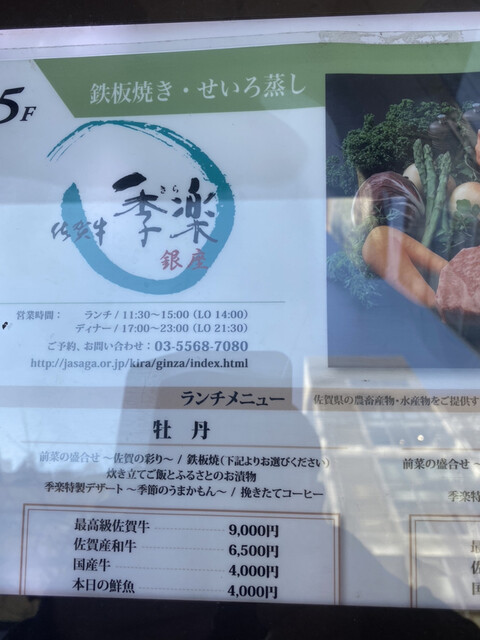 5F
鉄板焼き・せいろ蒸し
きら
佐賀牛 季楽
銀座
営業時間： ランチ / 11:30～15:00 (LO 14:00)
ディナー / 17:00～23:00 (LO 21:30)
ご予約、お問い合わせ：03-5568-7080
http://jasaga.or.jp/kira/ginza/index.html
ランチメニュー
佐賀県の農畜産物・水産物をご提供す
牡 丹
前菜の盛合せ ～佐賀の彩り～ / 鉄板焼（下記よりお選びください）
炊き立てご飯とふるさとのお漬物
季楽特製デザート ～季節のうまかもん～ / 挽きたてコーヒー
最高級佐賀牛 9,000円
佐賀産和牛 6,500円
国産牛 4,000円
本日の鮮魚 4,000円
前菜の盛合せ ～
季楽特